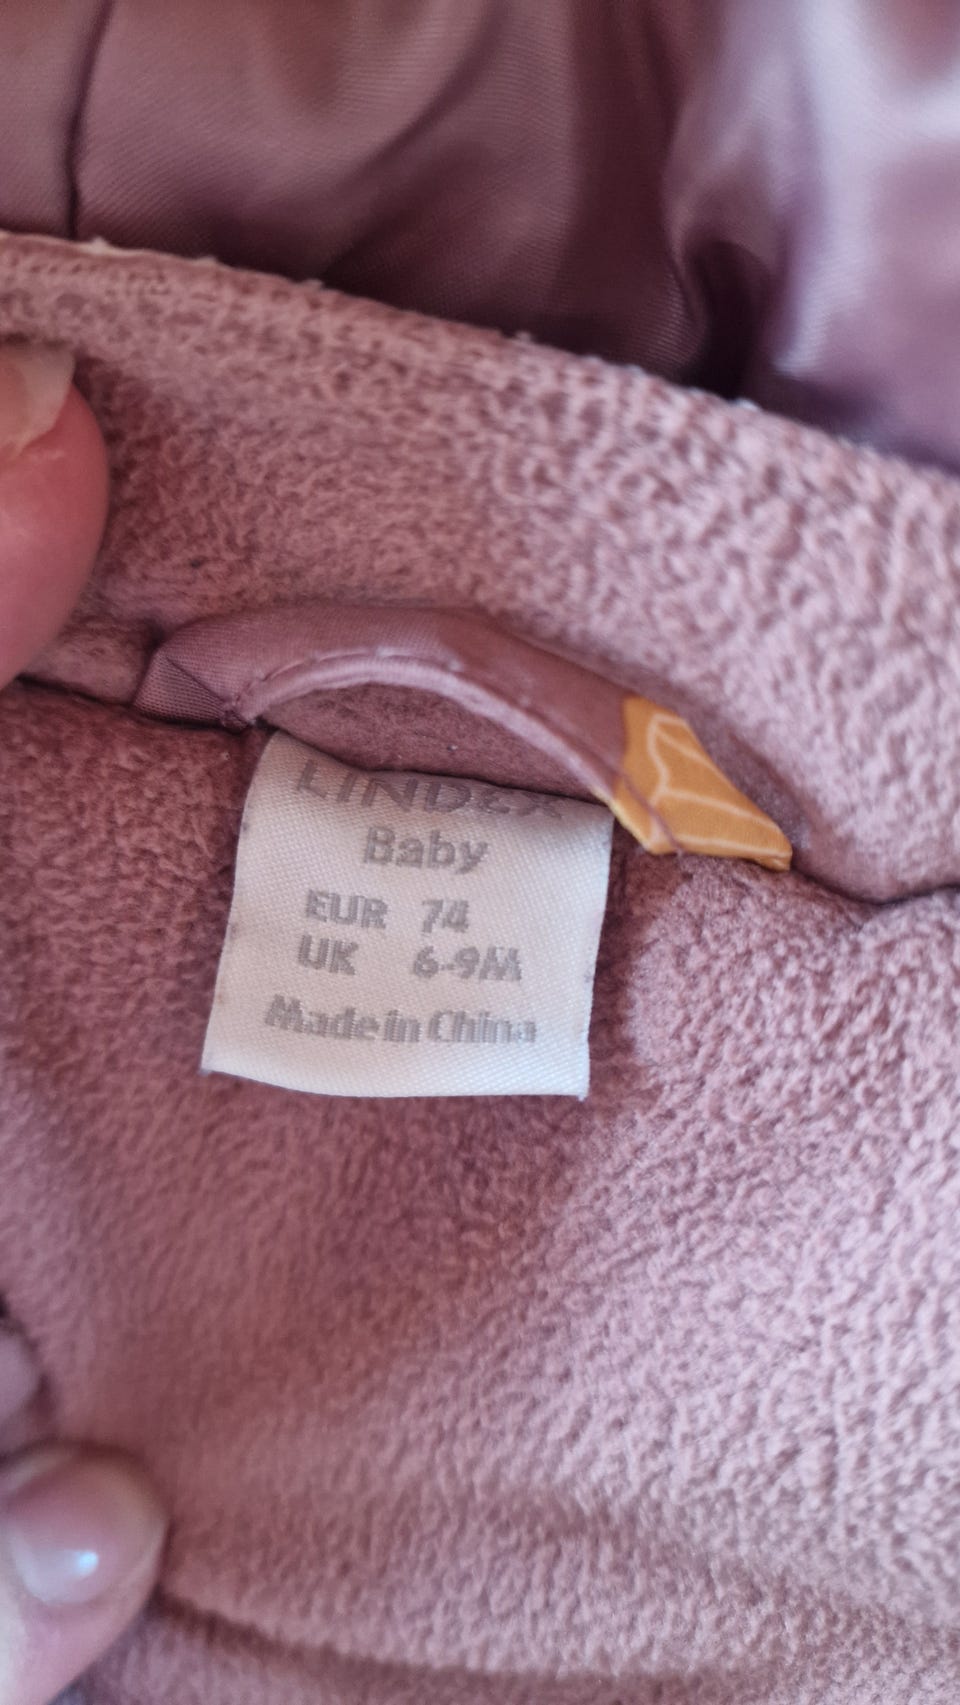 LINDEX
Baby
EUR 74
UK 6-9M
Made in China